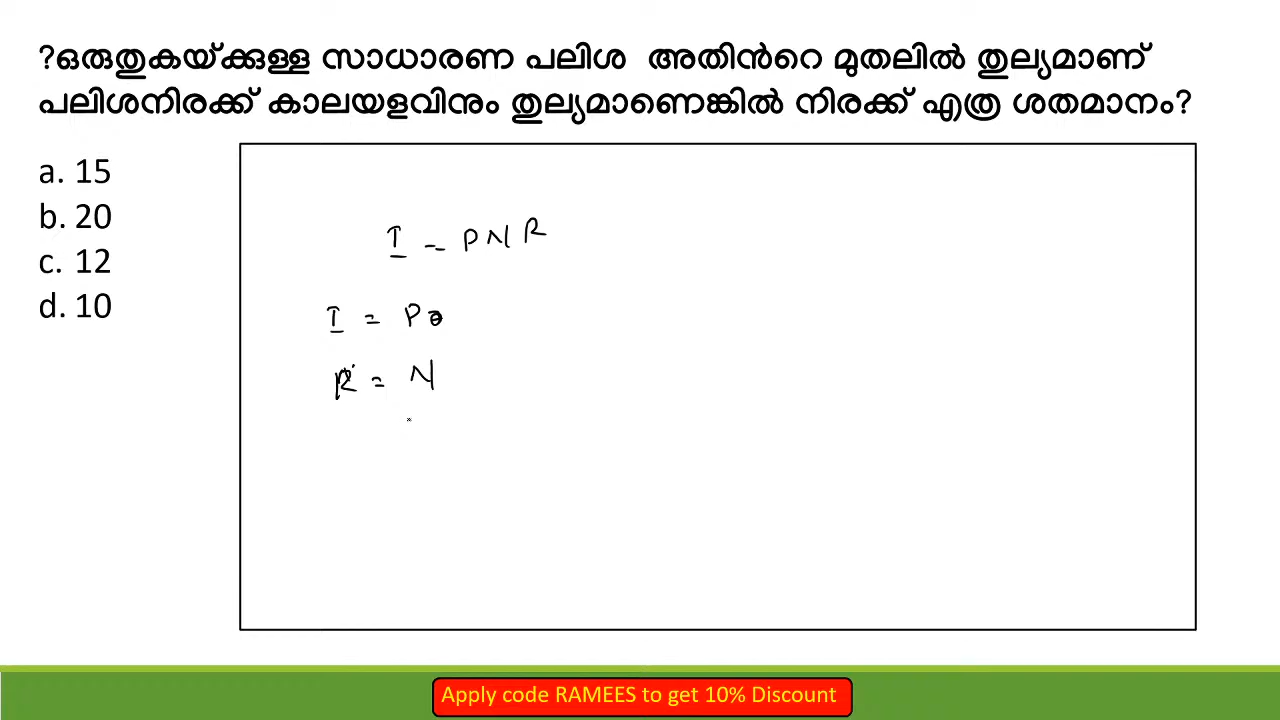 ?ഒരുതുകയ്ക്കുള്ള സാധാരണ പലിശ അതിൻറെ മുതലിൽ തുല്യമാണ്
പലിശനിരക്ക് കാലയളവിനും തുല്യമാണെങ്കിൽ നിരക്ക് എത്ര ശതമാനം?
a. 15
b. 20
c. 12
d. 10
I = PNR
I = P
R = N
Apply code RAMEES to get 10% Discount